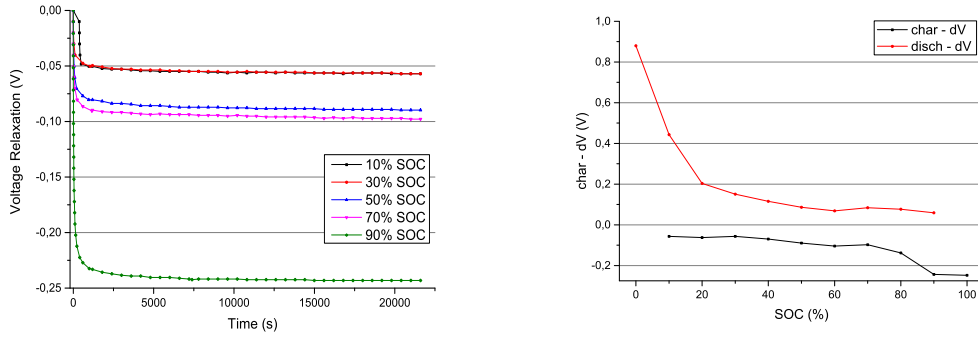 Voltage Relaxation (V)
0,00
-0,05
-0,10
-0,15
-0,20
-0,25
0
5000
10000
15000
20000
Time (s)
10% SOC
30% SOC
50% SOC
70% SOC
90% SOC
char - dV (V)
1,0
0,8
0,6
0,4
0,2
0,0
-0,2
0
20
40
60
80
100
SOC (%)
char - dV
disch - dV